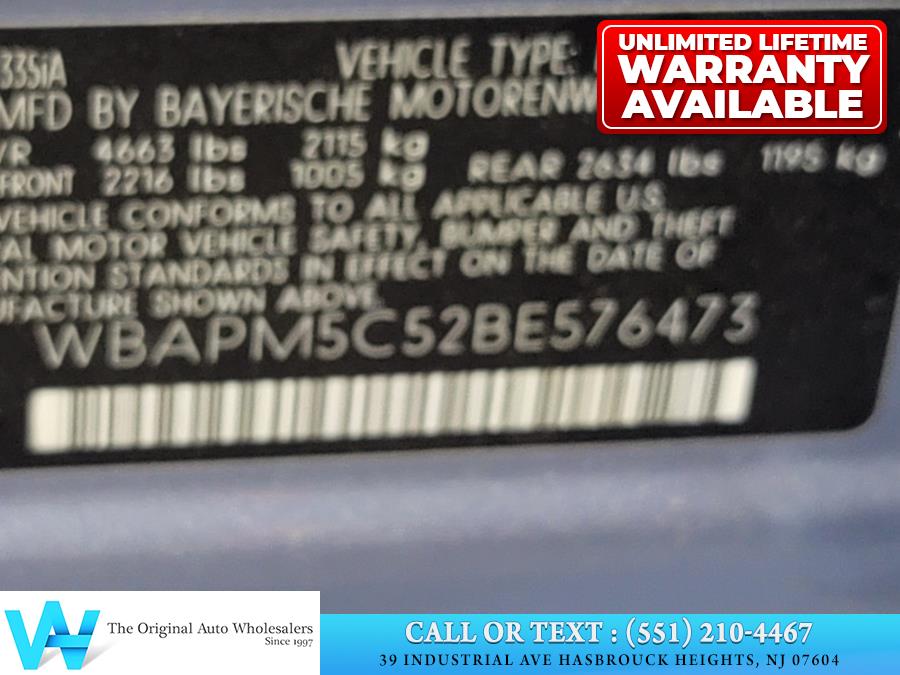 335iA
VEHICLE TYPE:
MFD BY BAYERISCHE MOTORENW
VR 4663 lbs 2115 kg
FRONT 2216 lbs 1005 kg REAR 2634 lbs 1195 kg
VEHICLE CONFORMS TO ALL APPLICABLE U.S.
AL MOTOR VEHICLE SAFETY, BUMPER AND THEFT
NTION STANDARDS IN EFFECT ON THE DATE OF
UFACTURE SHOWN ABOVE.
WBAPM5C52BE576473
UNLIMITED LIFETIME
WARRANTY
AVAILABLE
The Original Auto Wholesalers
Since 1997
CALL OR TEXT : (551) 210-4467
39 INDUSTRIAL AVE HASBROUCK HEIGHTS, NJ 07604